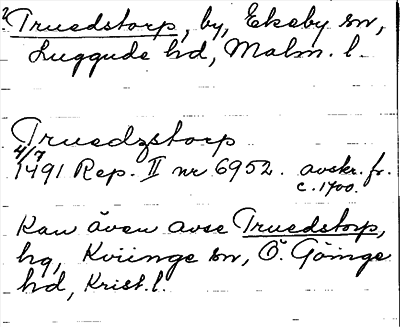 ? Truedstorp, by, Ekeby sn,
Luggude hd, Malm. l.
Truedzstorp
4/7
1491 Rep. II nr 6952. avskr. fr.
c. 1700.
Kan även avse Truedstorp,
hg, Kviinge sn, Ö. Göinge
hd, Krist. l.